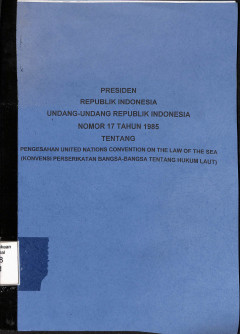 PRESIDEN
REPUBLIK INDONESIA
UNDANG-UNDANG REPUBLIK INDONESIA
NOMOR 17 TAHUN 1985
TENTANG
PENGESAHAN UNITED NATIONS CONVENTION ON THE LAW OF THE SEA
(KONVENSI PERSERIKATAN BANGSA-BANGSA TENTANG HUKUM LAUT)